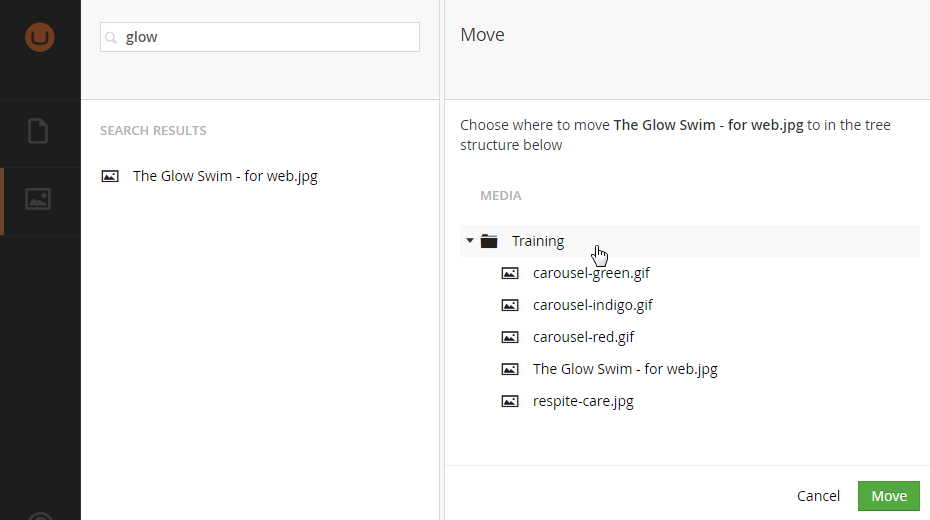 glow
SEARCH RESULTS
The Glow Swim - for web.jpg
Move
Choose where to move The Glow Swim - for web.jpg to in the tree
structure below
MEDIA
Training
carousel-green.gif
carousel-indigo.gif
carousel-red.gif
The Glow Swim - for web.jpg
respite-care.jpg
Cancel
Move